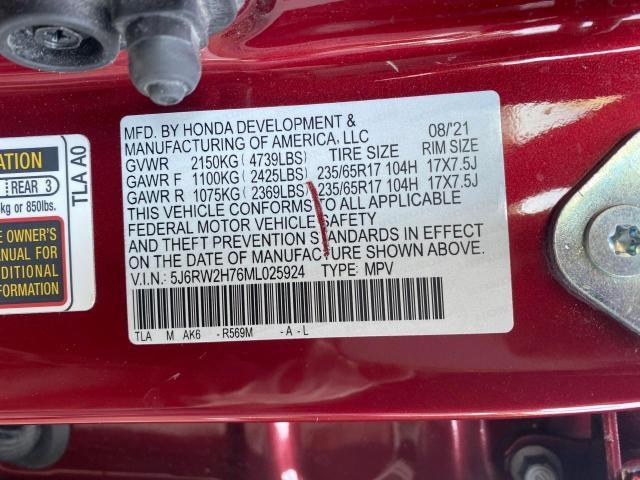 TLA A0
REAR 3
kg or 850lbs.
E OWNER'S
MANUAL
FOR
ADDITIONAL
FORMATION
MFD. BY HONDA DEVELOPMENT &
MANUFACTURING OF AMERICA, LLC 08/'21
GVWR 2150KG ( 4739LBS) TIRE SIZE RIM SIZE
GAWR F 1100KG ( 2425LBS) 235/65R17 104H 17X7.5J
GAWR R 1075KG ( 2369LBS) 235/65R17 104H 17X7.5J
THIS VEHICLE CONFORMS TO ALL APPLICABLE
FEDERAL MOTOR VEHICLE SAFETY
AND THEFT PREVENTION STANDARDS IN EFFECT
ON THE DATE OF MANUFACTURE SHOWN ABOVE.
V.I.N.: 5J6RW2H76ML025924 TYPE: MPV
TLA M AK6 - R569M - A - L